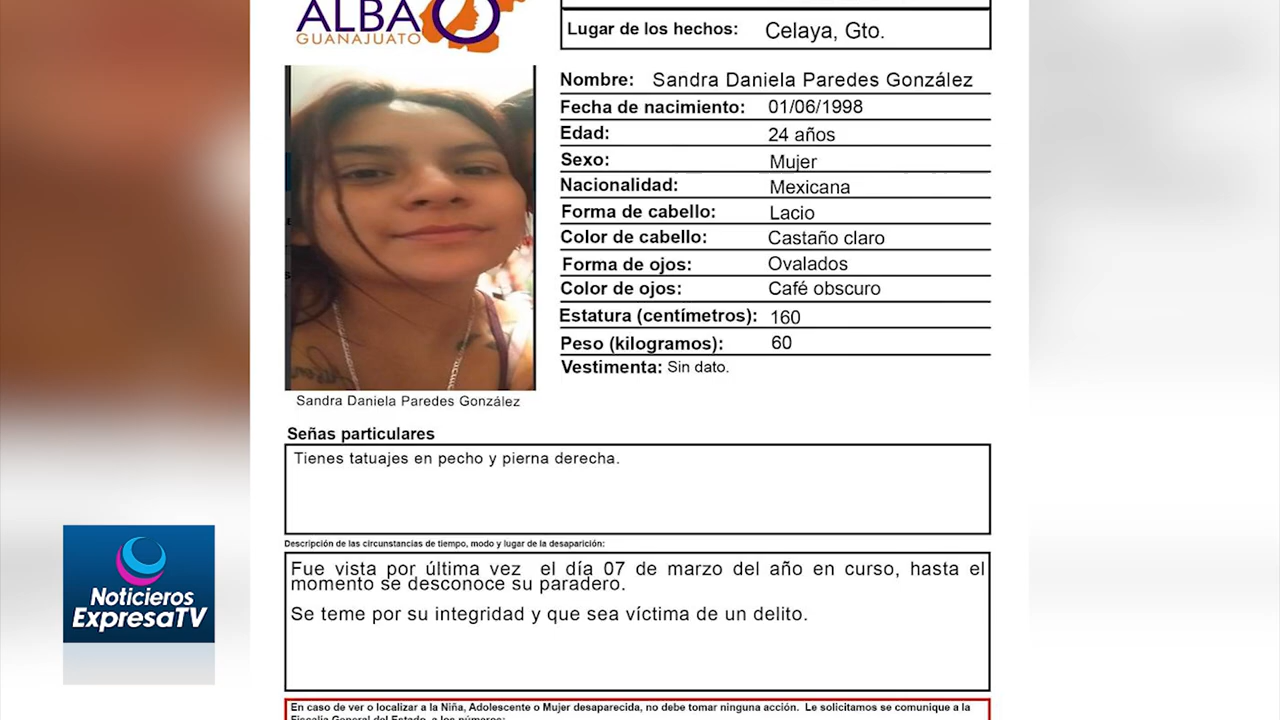 ALBA
GUANAJUATO
Lugar de los hechos: Celaya, Gto.
Nombre: Sandra Daniela Paredes González
Fecha de nacimiento: 01/06/1998
Edad: 24 años
Sexo: Mujer
Nacionalidad: Mexicana
Forma de cabello: Lacio
Color de cabello: Castaño claro
Forma de ojos: Ovalados
Color de ojos: Café obscuro
Estatura (centímetros): 160
Peso (kilogramos): 60
Vestimenta: Sin dato.
Sandra Daniela Paredes González
Señas particulares
Tienes tatuajes en pecho y pierna derecha.
Descripción de las circunstancias de tiempo, modo y lugar de la desaparición:
Fue vista por última vez el día 07 de marzo del año en curso, hasta el
momento se desconoce su paradero.
Se teme por su integridad y que sea víctima de un delito.
En caso de ver o localizar a la Niña, Adolescente o Mujer desaparecida, no debe tomar ninguna acción. Le solicitamos se comunique a la
Fiscalía General del Estado, a los números:
Noticieros
ExpresaTV